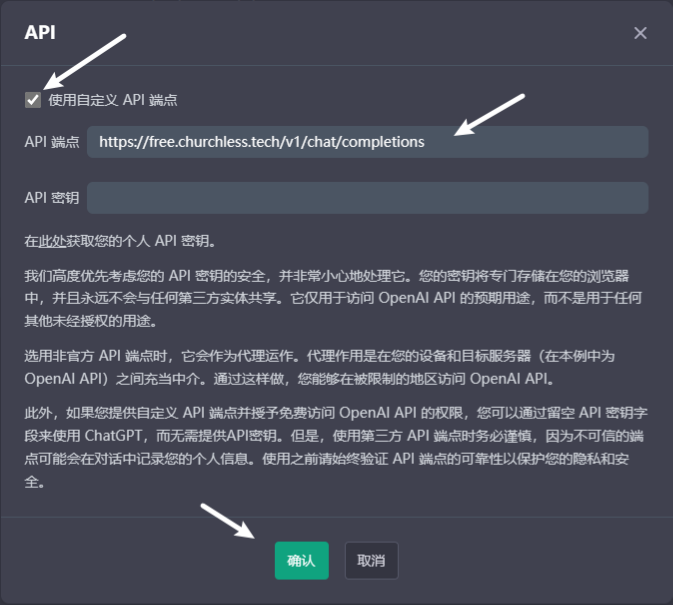 API
使用自定义 API 端点
API 端点 https://free.churchless.tech/v1/chat/completions
API 密钥
在此处获取您的个人 API 密钥。
我们高度优先考虑您的 API 密钥的安全，并非常小心地处理它。您的密钥将专门存储在您的浏览器
中，并且永远不会与任何第三方实体共享。它仅用于访问 OpenAI API 的预期用途，而不是用于任何
其他未经授权的用途。
选用非官方 API 端点时，它会作为代理运作。代理作用是在您的设备和目标服务器（在本例中为
OpenAI API）之间充当中介。通过这样做，您能够在被限制的地区访问 OpenAI API。
此外，如果您提供自定义 API 端点并授予免费访问 OpenAI API 的权限，您可以通过留空 API 密钥字
段来使用 ChatGPT，而无需提供API密钥。但是，使用第三方 API 端点时务必谨慎，因为不可信的端
点可能会在对话中记录您的个人信息。使用之前请始终验证 API 端点的可靠性以保护您的隐私和安
全。
确认 取消